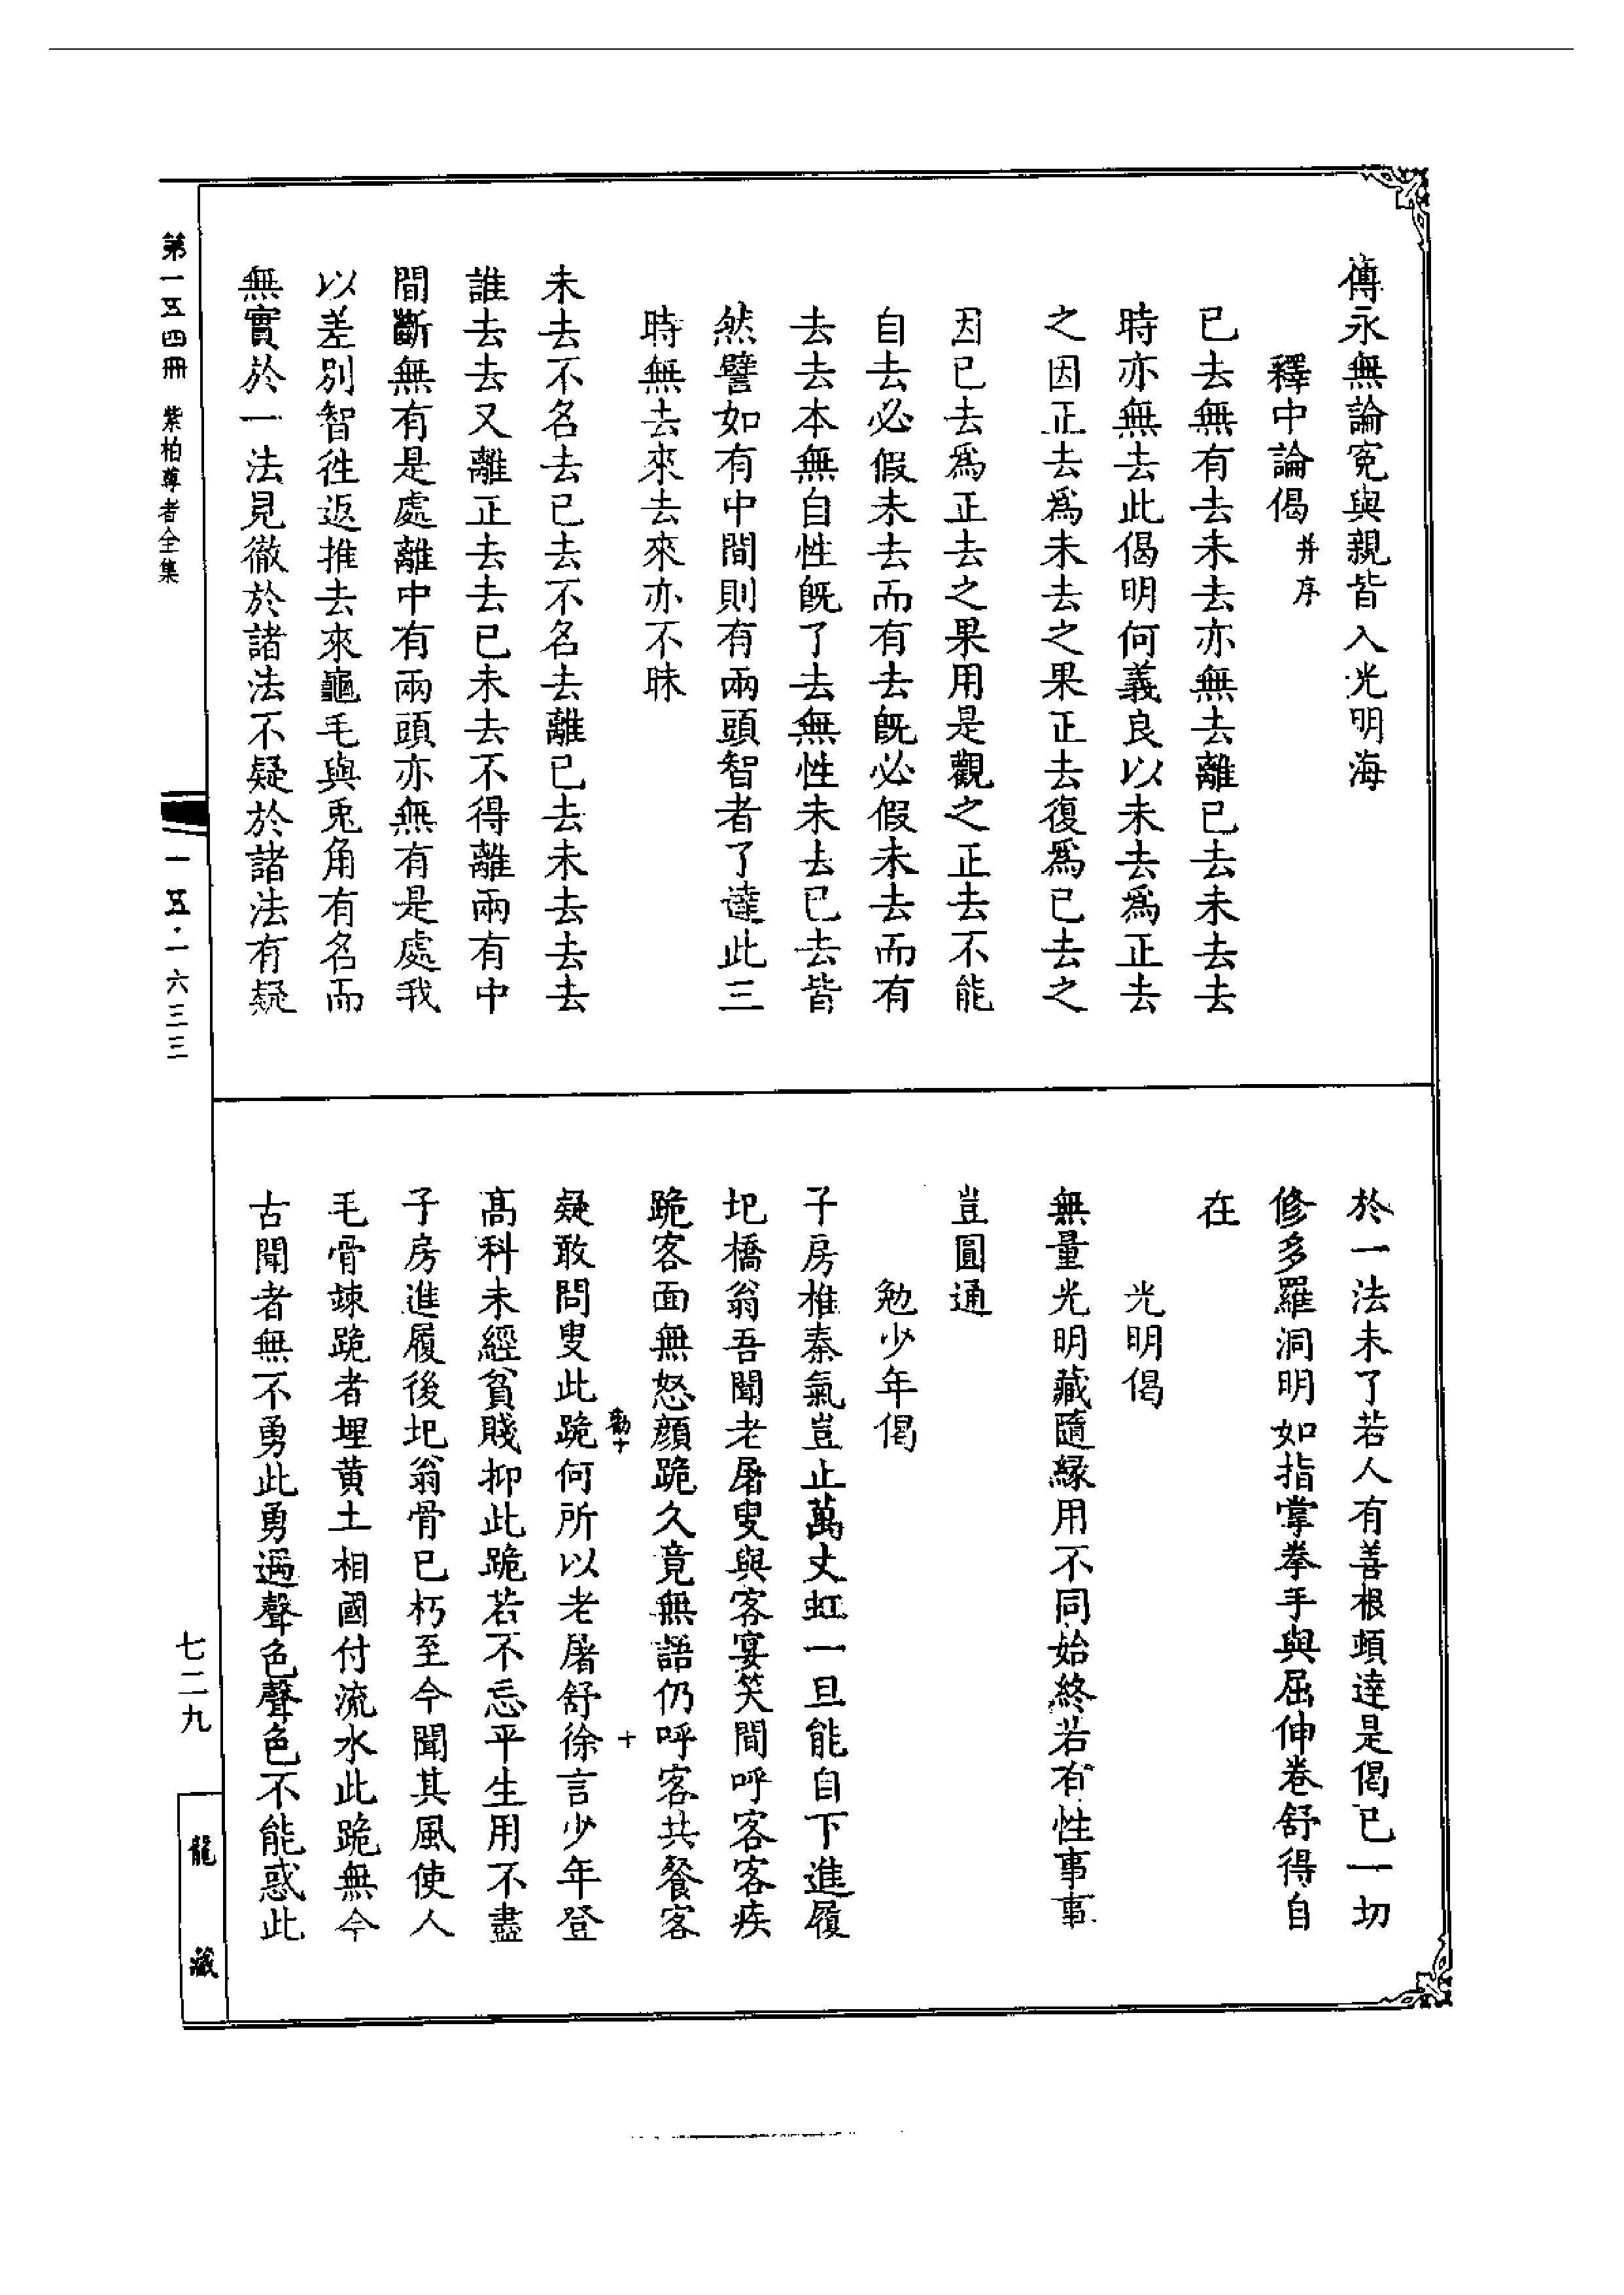 傳永無論寃與親皆入光明海
釋中論偈并序
已去無有去未去亦無去離已去未去去
時亦無去此偈明何義良以未去爲正去
之因正去爲未去之果正去復爲已去之
因已去爲正去之果用是觀之正去不能
自去必假未去而有去旣必假未去而有
去去本無自性旣了去無性未去已去皆
然譬如有中間則有兩頭智者了達此三
時無去來去來亦不昧
未去不名去已去不名去離已去未去去
誰去去又離正去去已未去不得離兩有中
間斷無有是處離中有兩頭亦無有是處我
以差別智徃返推去來龜毛與兎角有名而
無實於一法見徹於諸法不疑於諸法有疑
於一法未了若人有善根頓達是偈已一切
修多羅洞明如指掌拳手與屈伸卷舒得自
在
光明偈
無量光明藏隨緣用不同始終若有性事事
豈圓通
勉少年偈
子房椎秦氣豈止萬丈虹一旦能自下進履
圯橋翁吾聞老屠叟與客宴笑間呼客客疾
跪客面無怒顔跪久竟無語仍呼客共餐客
勸十
十
疑敢問叟此跪何所以老屠舒徐言少年登
髙科未經貧賤抑此跪若不忘平生用不盡
子房進履後圯翁骨已朽至今聞其風使人
毛骨竦跪者埋黄土相國付流水此跪無今
古聞者無不勇此勇過聲色聲色不能惑此
第一五四冊 紫柏尊者全集
一五·一六三三
七二九
龍藏